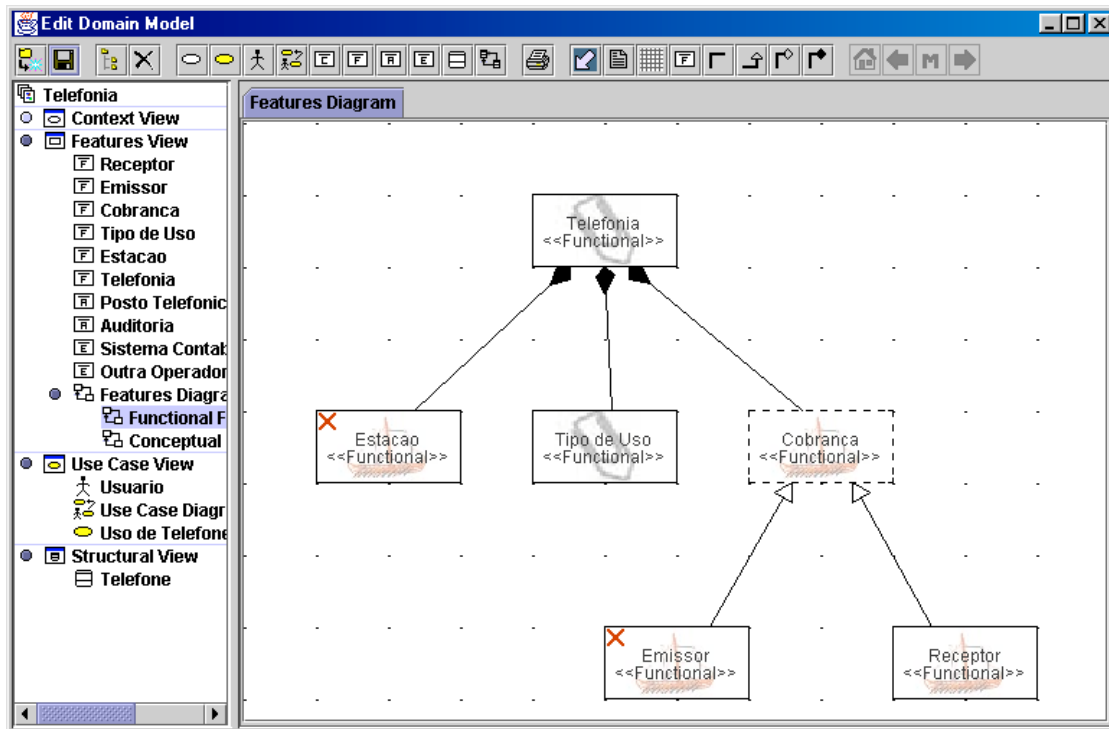 Edit Domain Model
Telefonia
Context View
Features View
Receptor
Emissor
Cobranca
Tipo de Uso
Estacao
Telefonia
Posto Telefonic
Auditoria
Sistema Contab
Outra Operador
Features Diagra
Functional F
Conceptual
Use Case View
Usuario
Use Case Diagr
Uso de Telefone
Structural View
Telefone
Features Diagram
Telefonia
<<Functional>>
Estacao
<<Functional>>
Tipo de Uso
<<Functional>>
Cobranca
<<Functional>>
Emissor
<<Functional>>
Receptor
<<Functional>>